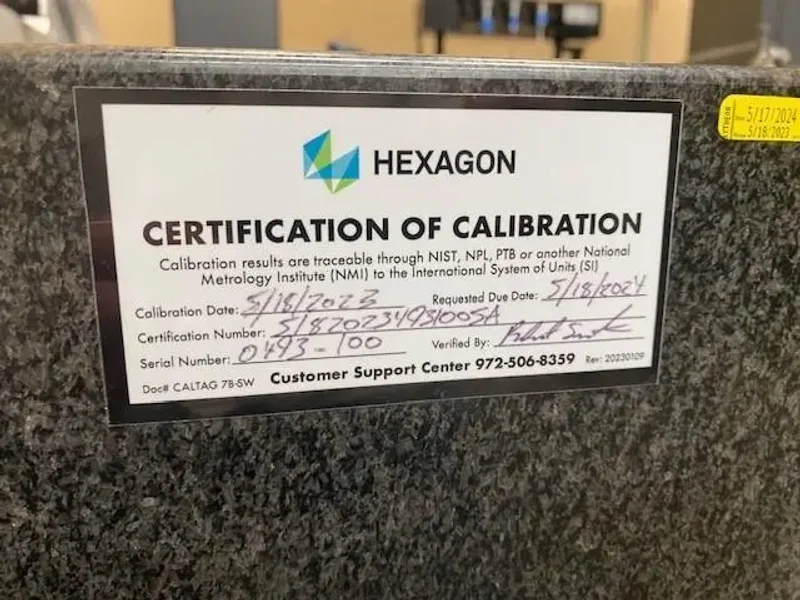 HEXAGON
CERTIFICATION OF CALIBRATION
Calibration results are traceable through NIST, NPL, PTB or another National
Metrology Institute (NMI) to the International System of Units (SI)
Calibration Date: 5/18/2023 Requested Due Date: 5/18/2024
Certification Number: 51820234931005A
Serial Number: 0493-100 Verified By:
Doc# CALTAG 7B-SW Customer Support Center 972-506-8359 Rev: 20230109
5/17/2024
5/18/2023